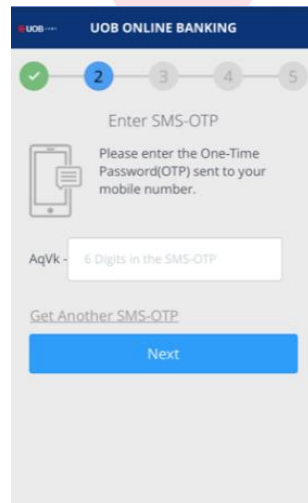 UOB UOB ONLINE BANKING
2 3 4 5
Enter SMS-OTP
Please enter the One-Time
Password(OTP) sent to your
mobile number.
AqVk - 6 Digits in the SMS-OTP
Get Another SMS-OTP
Next